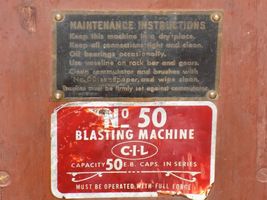 MAINTENANCE INSTRUCTIONS
Keep this machine in a dry place.
Keep all connections tight and clean.
Oil bearings occasionally.
Use vaseline on rack bar and gears.
Clean commutator and brushes with
No. 00 sandpaper, and wipe clean.
Brushes must be firmly set against commutator.
No 50
BLASTING MACHINE
C-I-L
CAPACITY 50 E.B. CAPS. IN SERIES
MUST BE OPERATED WITH FULL FORCE